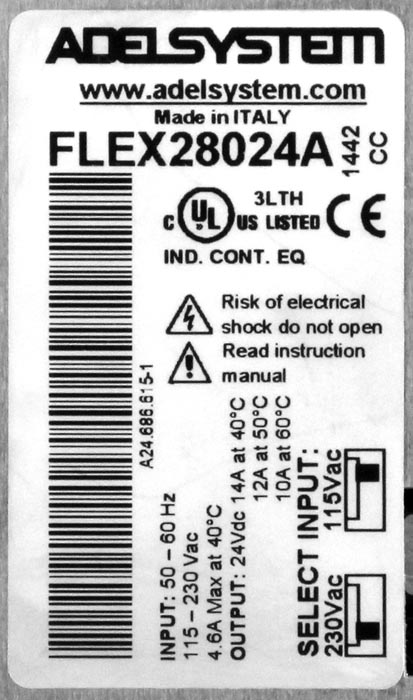 ADELSYSTEM
www.adelsystem.com
Made in ITALY
FLEX28024A
1442
CC
3LTH
C UL US LISTED CE
IND. CONT. EQ
Risk of electrical
shock do not open
Read instruction
manual
A24.686.615-1
INPUT: 50 – 60 Hz
115 – 230 Vac
4.6A Max at 40°C
OUTPUT: 24Vdc 14A at 40°C
12A at 50°C
10A at 60°C
SELECT INPUT:
230Vac 115Vac